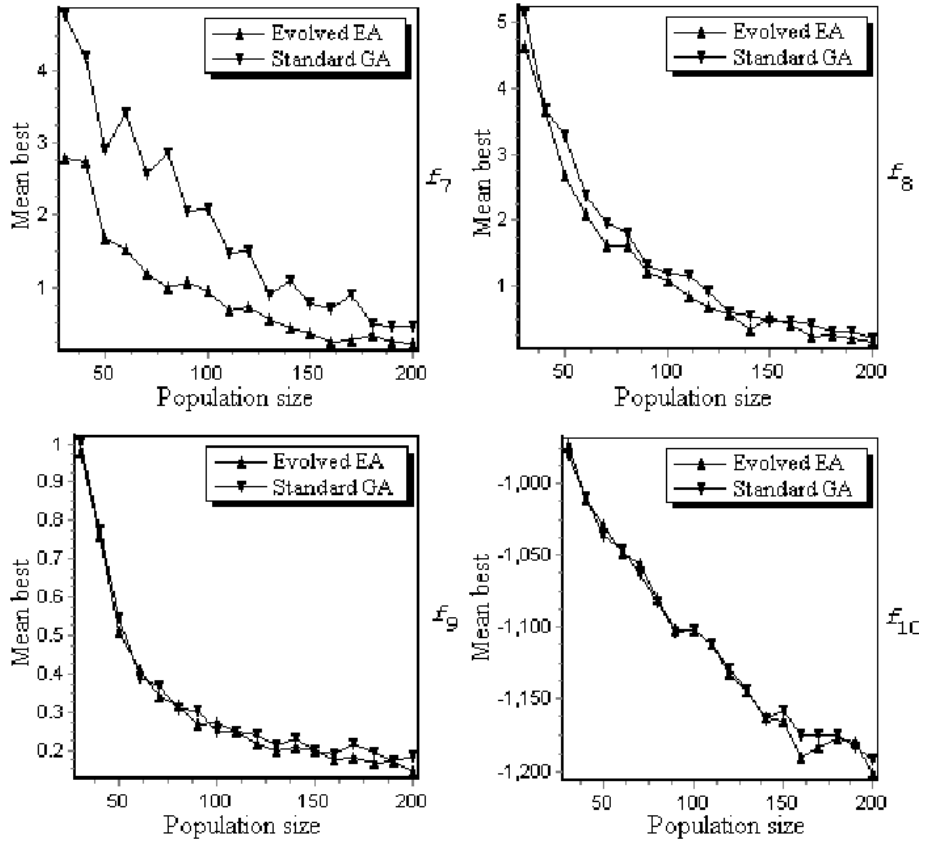 Evolved EA
Standard GA
4
3
2
1
Mean best
50
100
150
200
Population size
f7
Evolved EA
Standard GA
5
4
3
2
1
Mean best
50
100
150
200
Population size
f8
Evolved EA
Standard GA
1
0.9
0.8
0.7
0.6
0.5
0.4
0.3
0.2
Mean best
50
100
150
200
Population size
f9
Evolved EA
Standard GA
-1,000
-1,050
-1,100
-1,150
-1,200
Mean best
50
100
150
200
Population size
f10